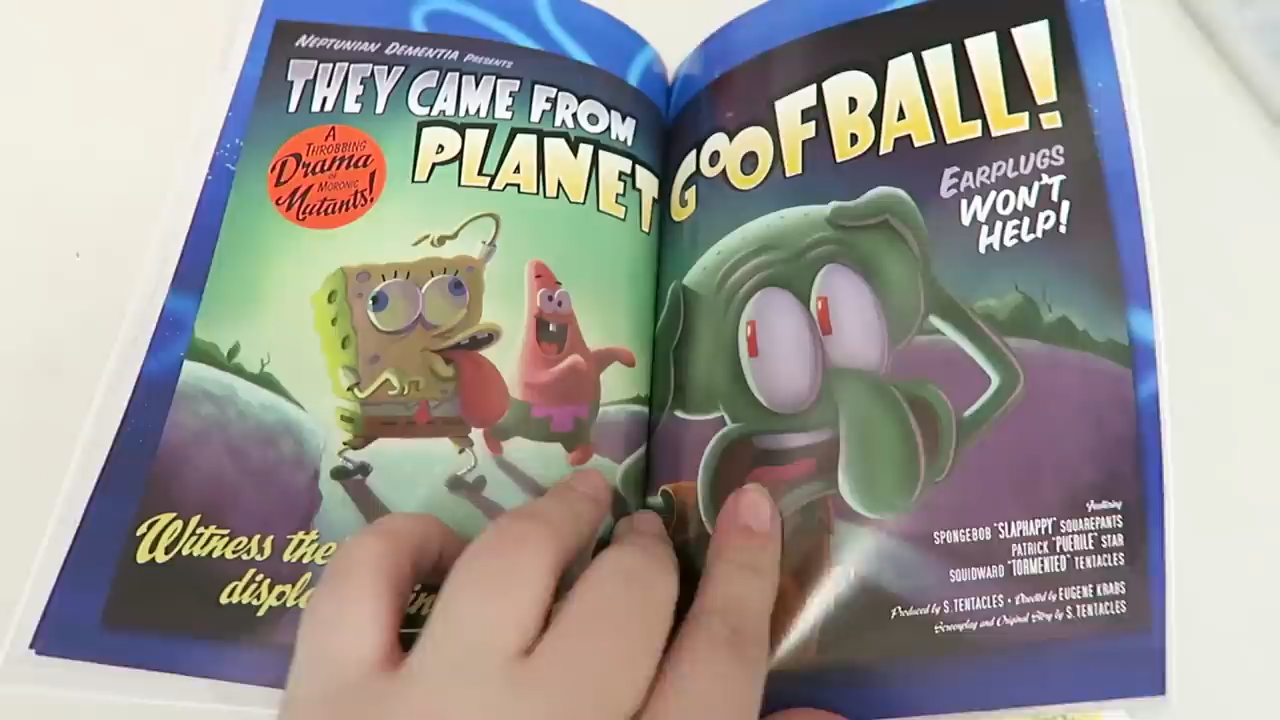 NEPTUNIAN DEMENTIA PRESENTS
THEY CAME FROM
PLANET
GOOFBALL!
A
THROBBING
Drama
OF
MORONIC
Mutants!
EARPLUGS
WON'T
HELP!
Witness the
Featuring
SPONGEBOB "SLAPHAPPY" SQUAREPANTS
PATRICK "PUERILE" STAR
SQUIDWARD "TORMENTED" TENTACLES
Produced by S. TENTACLES • Directed by EUGENE KRABS
Screenplay and Original Story by S. TENTACLES